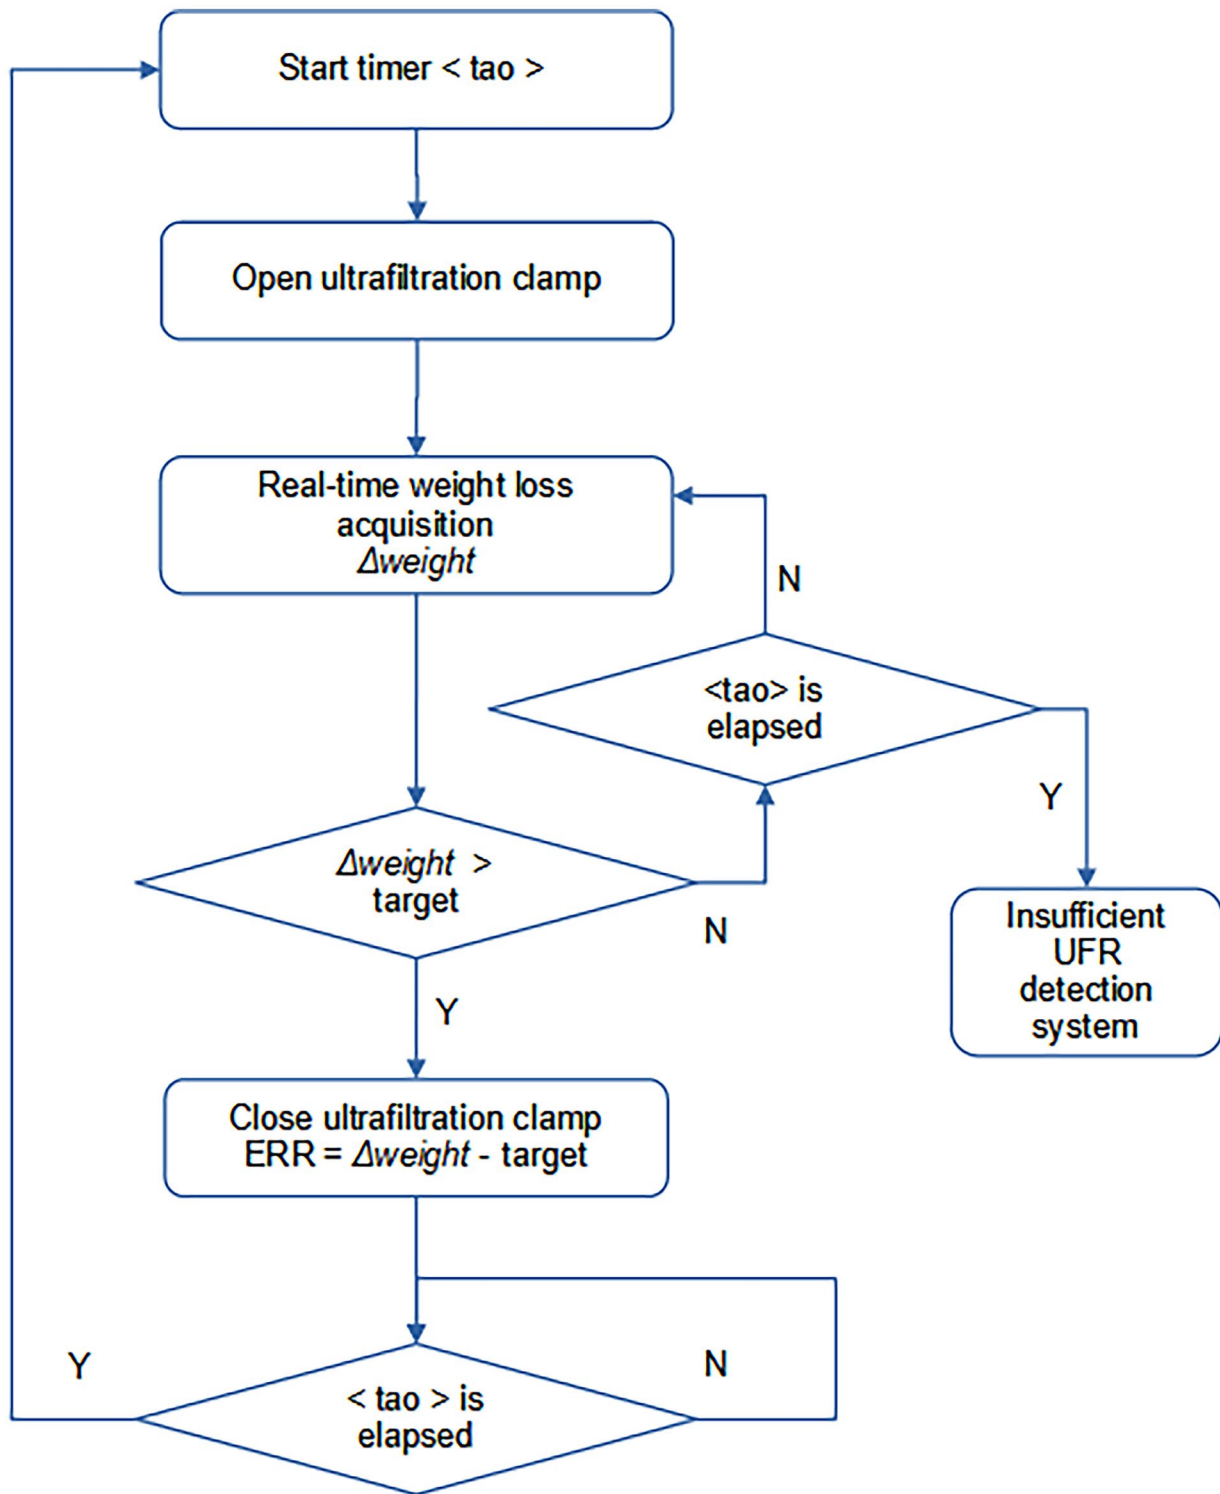 Start timer < tao >
Open ultrafiltration clamp
Real-time weight loss
acquisition
Δweight
N
<tao> is
elapsed
Y
Δweight >
target
N
Insufficient
UFR
detection
system
Y
Close ultrafiltration clamp
ERR = Δweight - target
Y
N
< tao > is
elapsed